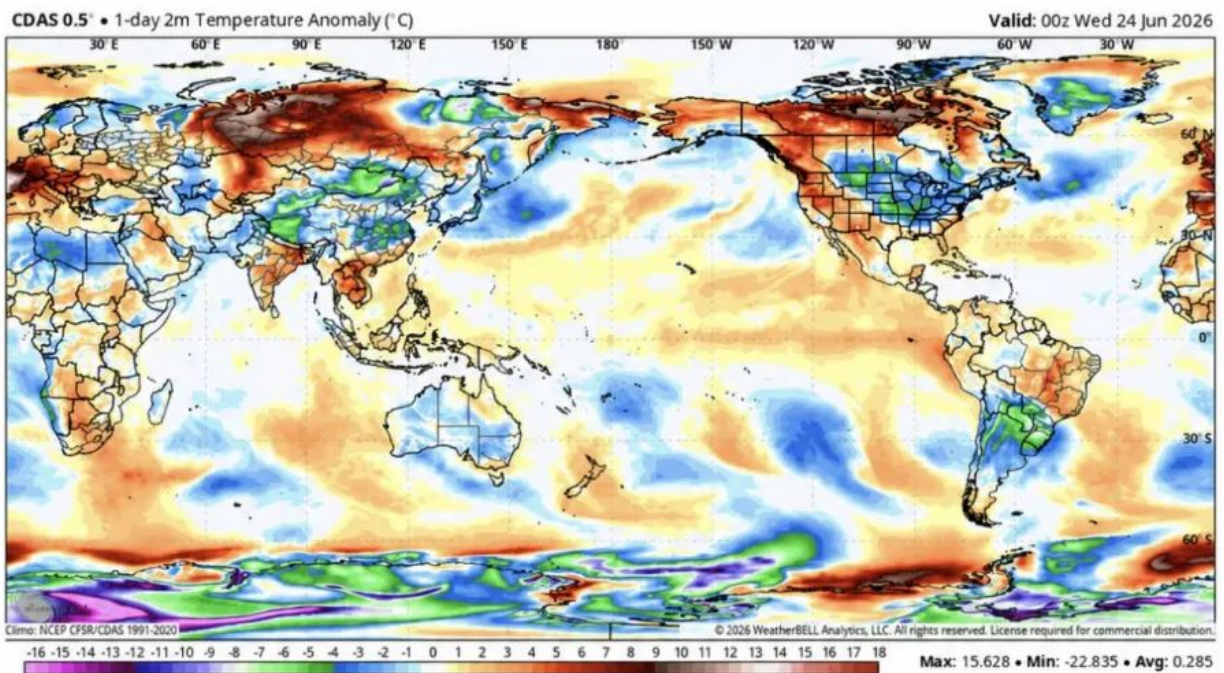 CDAS 0.5° • 1-day 2m Temperature Anomaly (°C)
Valid: 00z Wed 24 Jun 2026
30°E 60°E 90°E 120°E 150°E 180° 150°W 120°W 90°W 60°W 30°W
60°N
30°N
0°
30°S
60°S
Climo: NCEP CFSR/CDAS 1991-2020
© 2026 WeatherBELL Analytics, LLC. All rights reserved. License required for commercial distribution.
-16 -15 -14 -13 -12 -11 -10 -9 -8 -7 -6 -5 -4 -3 -2 -1 0 1 2 3 4 5 6 7 8 9 10 11 12 13 14 15 16 17 18
Max: 15.628 • Min: -22.835 • Avg: 0.285